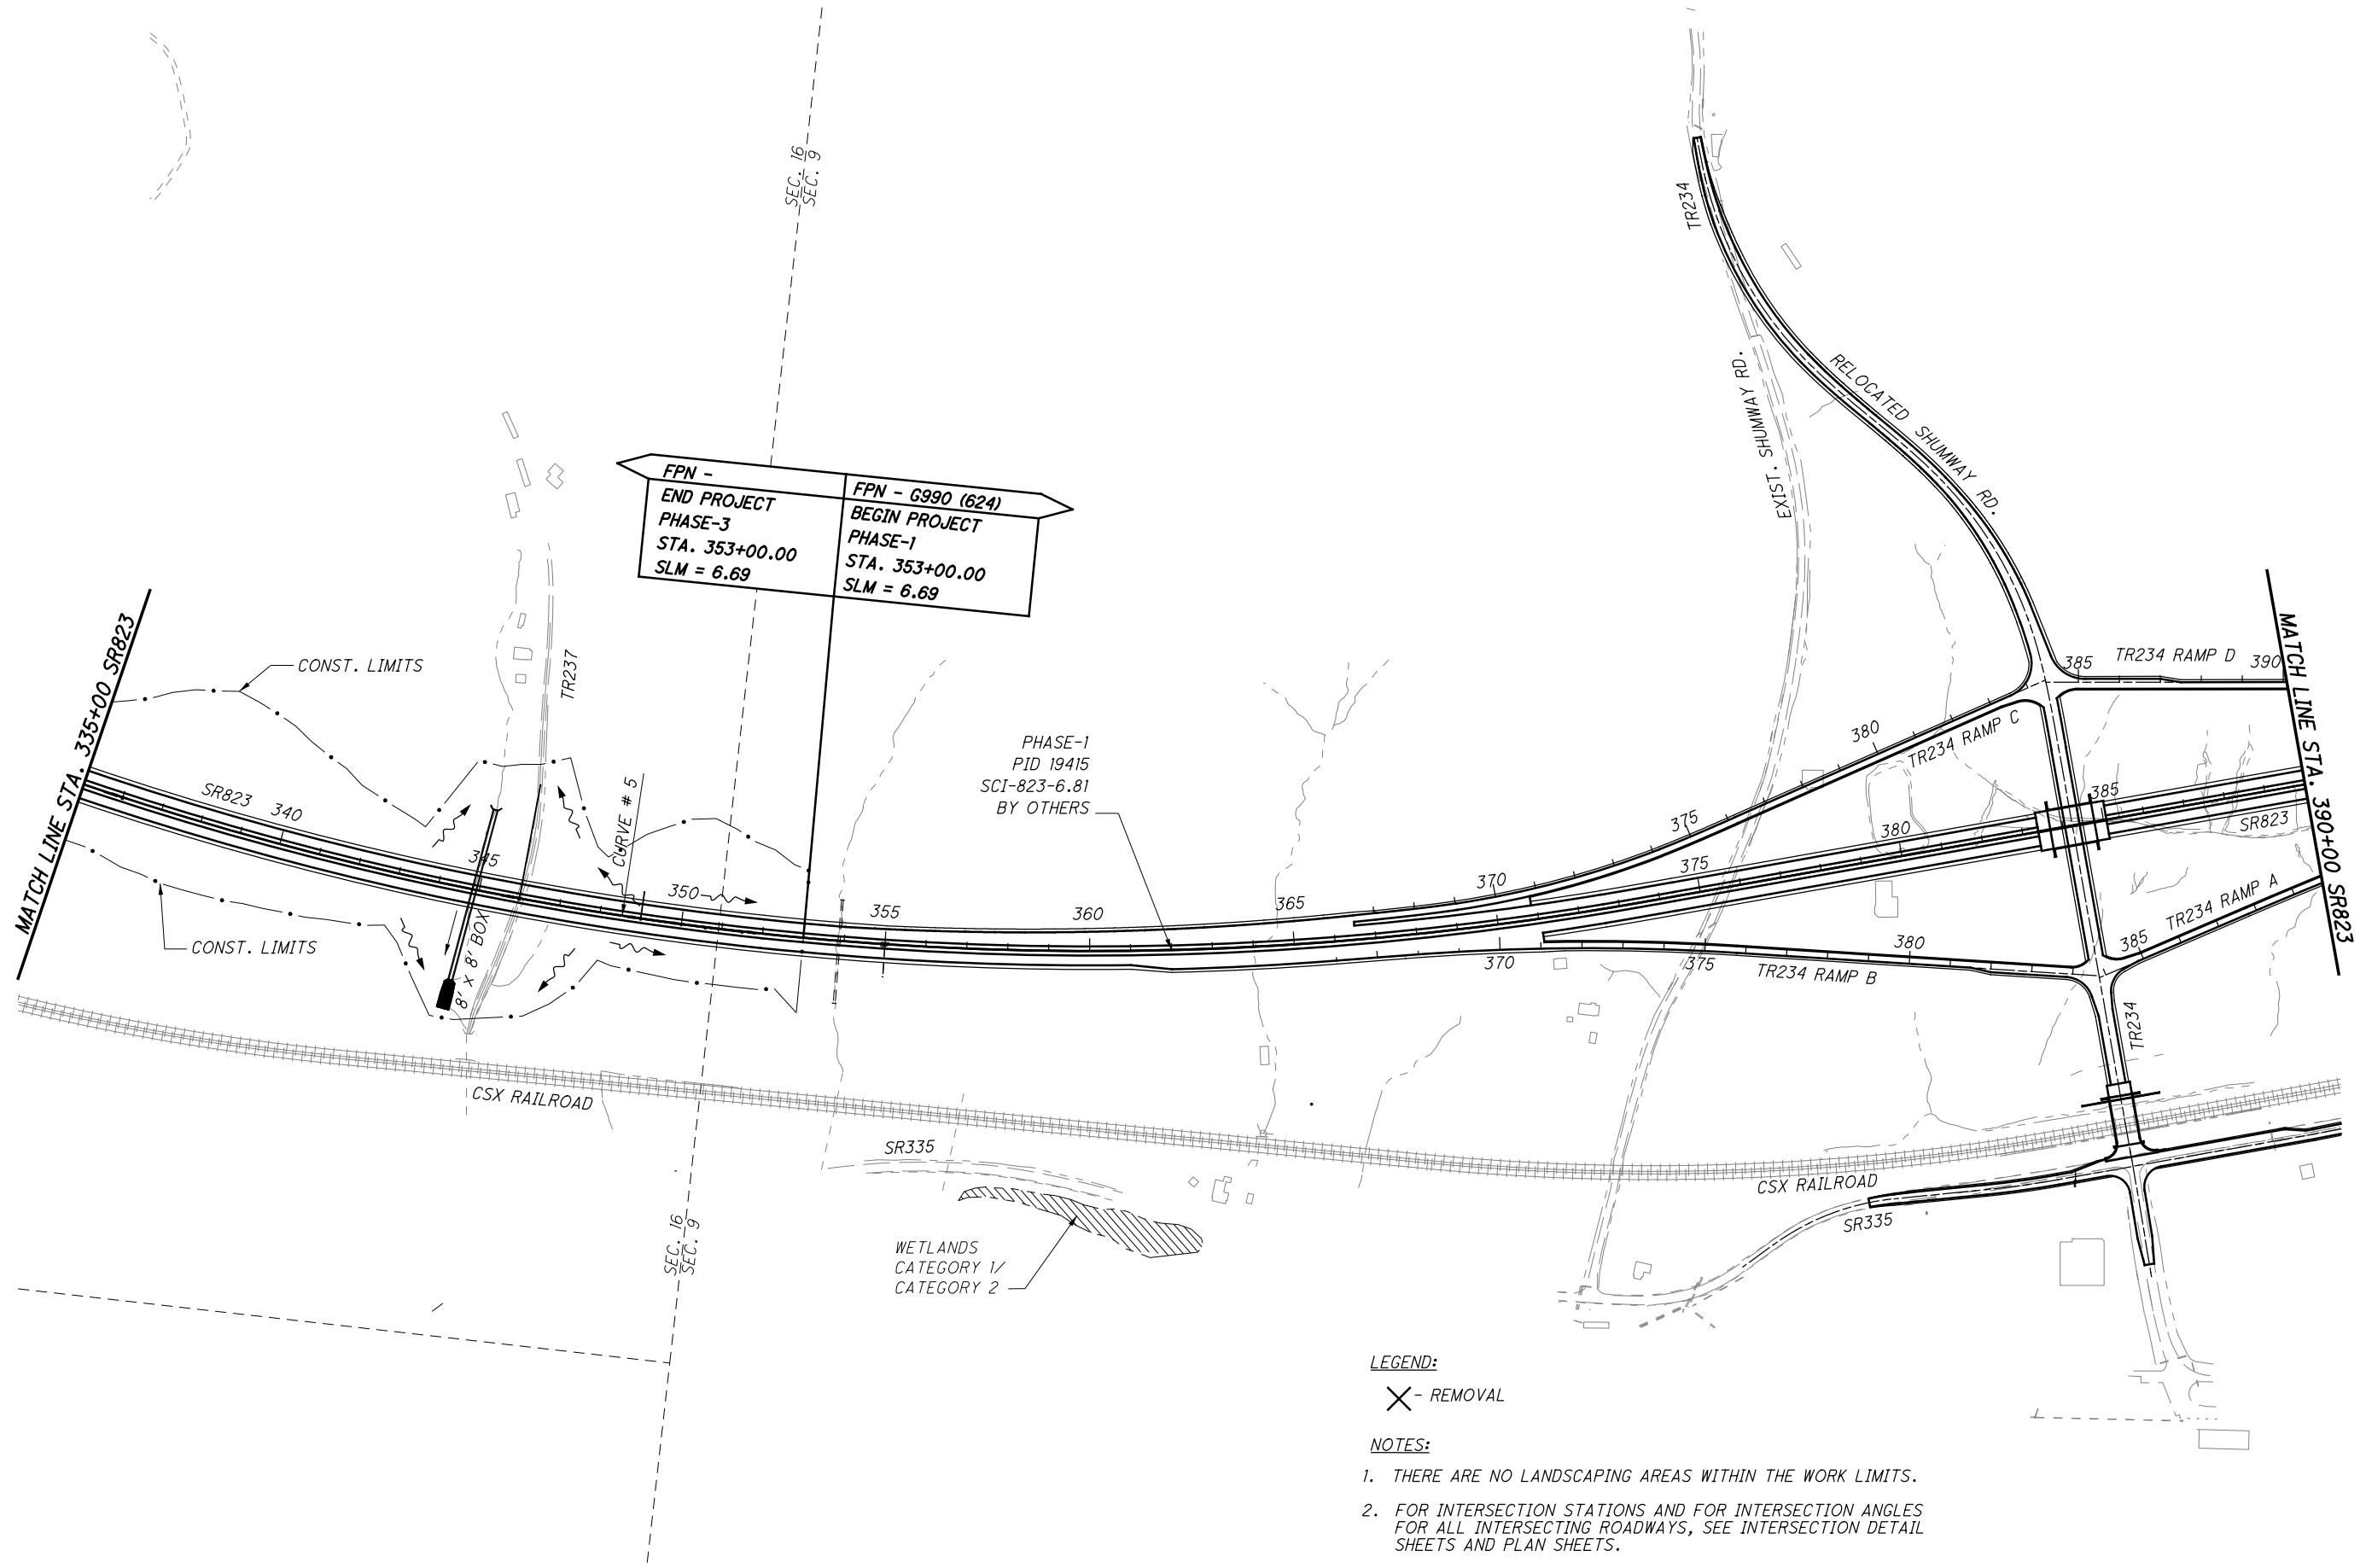 SEC. 16
SEC. 9
TR234
RELOCATED SHUMWAY RD.
EXIST. SHUMWAY RD.
FPN -
END PROJECT
PHASE-3
STA. 353+00.00
SLM = 6.69
FPN - G990 (624)
BEGIN PROJECT
PHASE-1
STA. 353+00.00
SLM = 6.69
MATCH LINE STA. 335+00 SR823
CONST. LIMITS
TR237
CURVE # 5
PHASE-1
PID 19415
SCI-823-6.81
BY OTHERS
385
TR234 RAMP D
390
MATCH LINE STA. 390+00 SR823
380
TR234 RAMP C
375
SR823
340
345
350
355
360
365
370
375
380
385
SR823
TR234 RAMP A
385
370
375
380
TR234 RAMP B
TR234
CONST. LIMITS
8' X 8' BOX
CSX RAILROAD
SR335
CSX RAILROAD
SR335
SEC. 16
SEC. 9
WETLANDS
CATEGORY 1/
CATEGORY 2
LEGEND:
- REMOVAL
NOTES:
1. THERE ARE NO LANDSCAPING AREAS WITHIN THE WORK LIMITS.
2. FOR INTERSECTION STATIONS AND FOR INTERSECTION ANGLES
FOR ALL INTERSECTING ROADWAYS, SEE INTERSECTION DETAIL
SHEETS AND PLAN SHEETS.